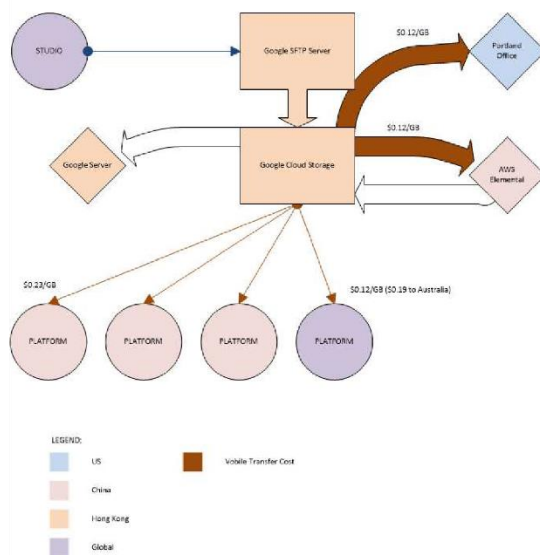 $0.12/GB
STUDIO
Google SFTP Server
Portland
Office
$0.12/GB
Google Server
Google Cloud Storage
AWS
Elemental
$0.23/GB
$0.12/GB ($0.19 to Australia)
PLATFORM
PLATFORM
PLATFORM
PLATFORM
LEGEND:
US
Vobile Transfer Cost
China
Hong Kong
Global